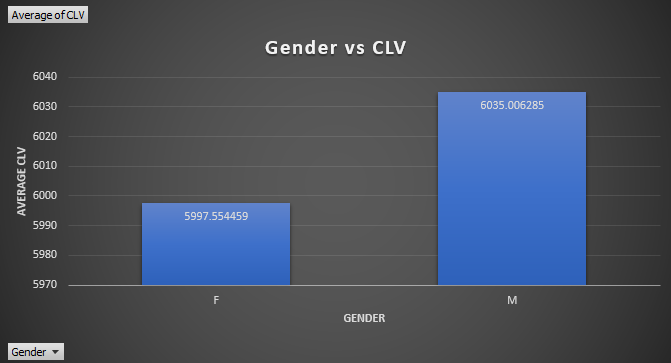 Average of CLV
Gender vs CLV
AVERAGE CLV
6040
6030
6020
6010
6000
5990
5980
5970
5997.554459
6035.006285
F
M
GENDER
Gender